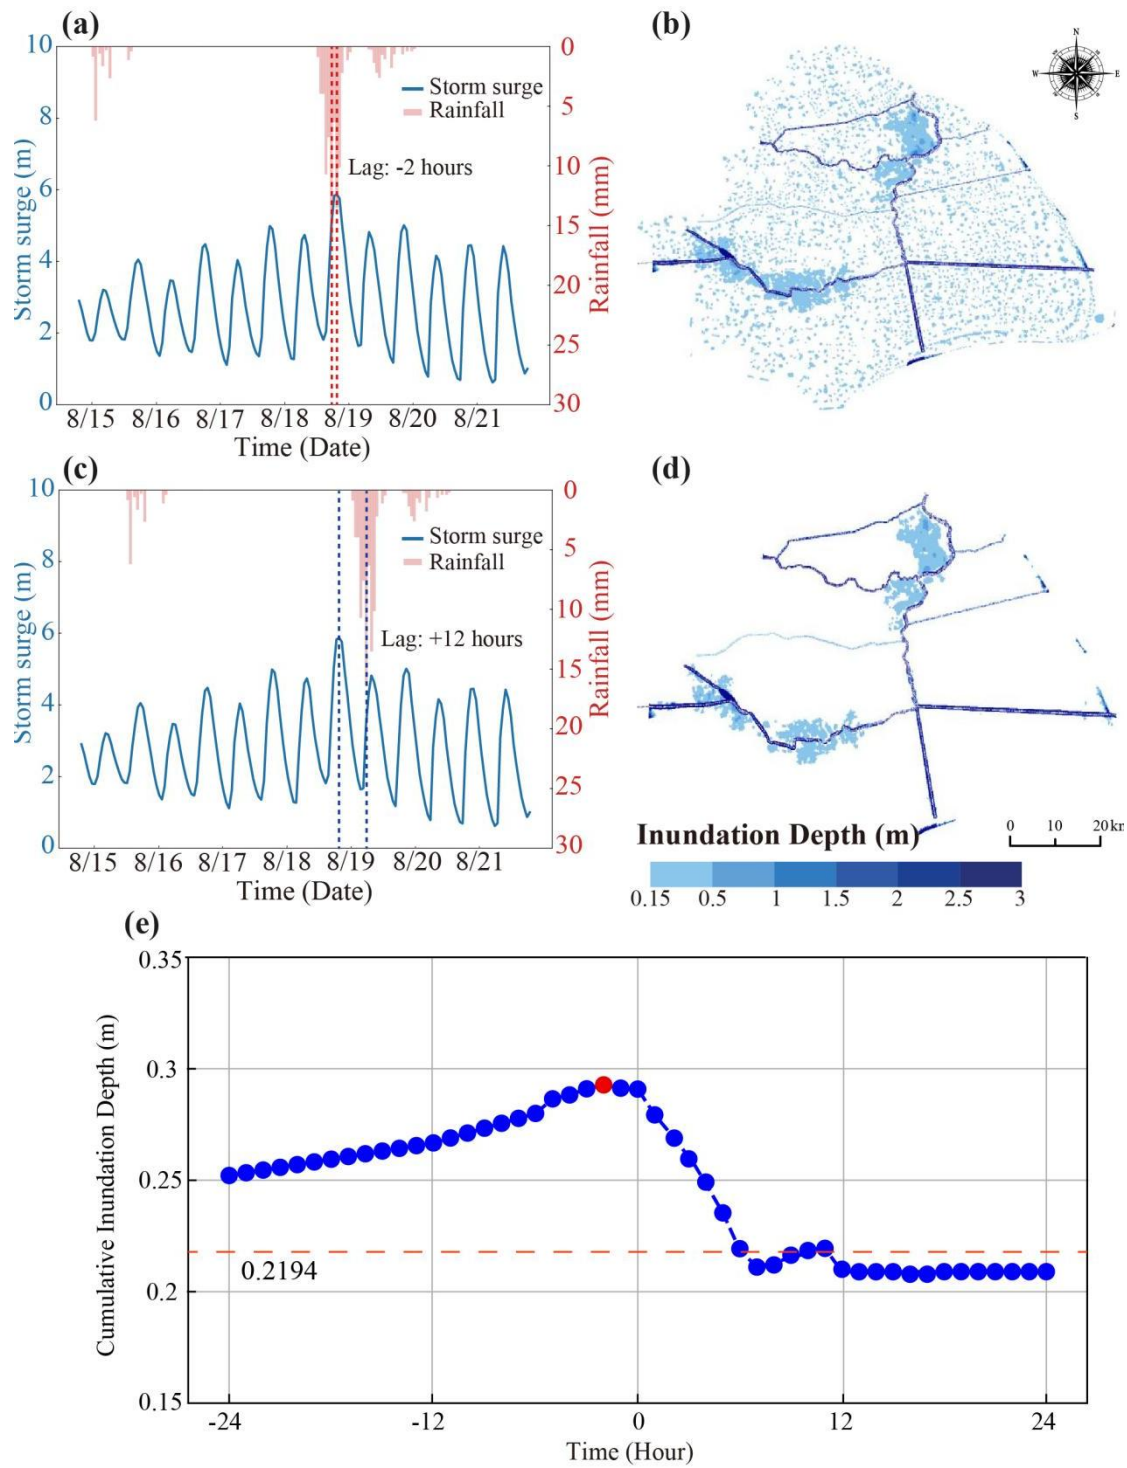 (a)
10
8
6
4
2
0
Storm surge (m)
Storm surge
Rainfall
Lag: -2 hours
0
5
10
15
20
25
30
Rainfall (mm)
8/15 8/16 8/17 8/18 8/19 8/20 8/21
Time (Date)
(b)
N
W E
S
(c)
10
8
6
4
2
0
Storm surge (m)
Storm surge
Rainfall
Lag: +12 hours
0
5
10
15
20
25
30
Rainfall (mm)
8/15 8/16 8/17 8/18 8/19 8/20 8/21
Time (Date)
(d)
Inundation Depth (m)
0.15 0.5 1 1.5 2 2.5 3
0 10 20 km
(e)
0.35
0.3
0.25
0.2
0.15
Cumulative Inundation Depth (m)
0.2194
-24 -12 0 12 24
Time (Hour)